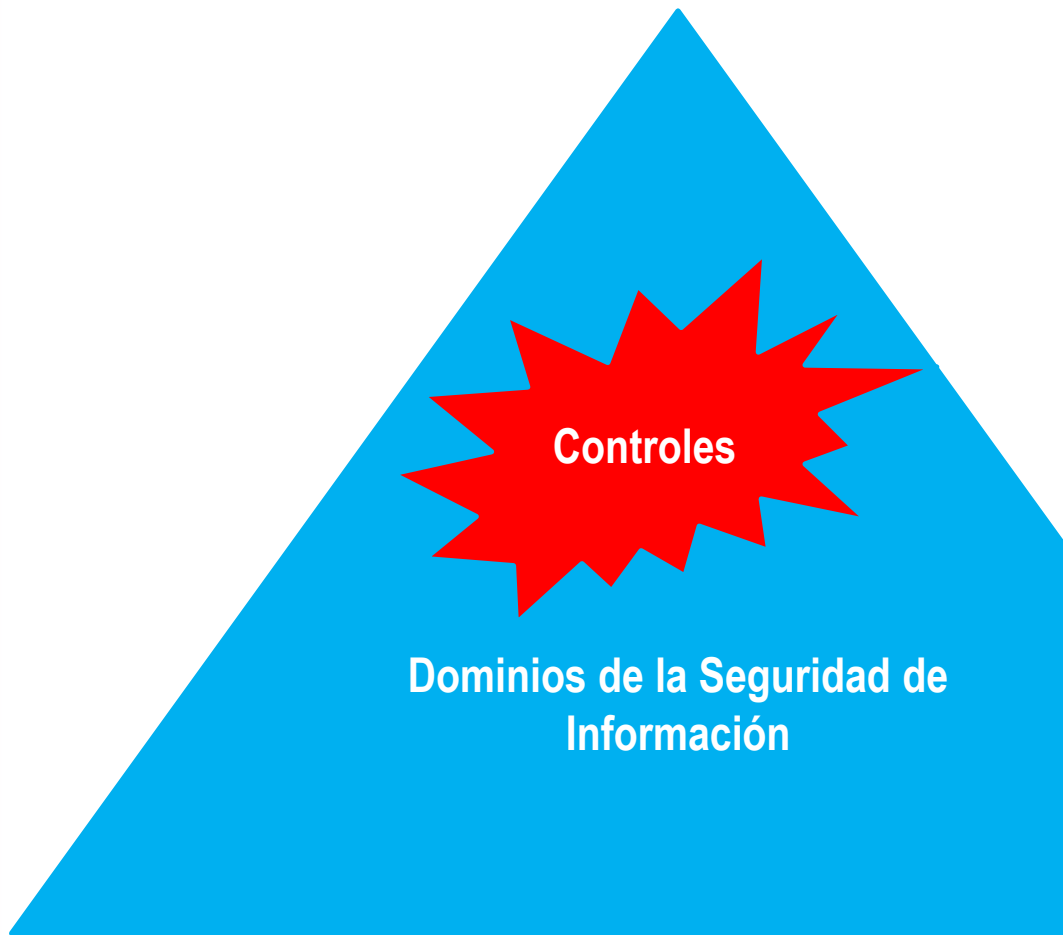 Controles
Dominios de la Seguridad de
Información